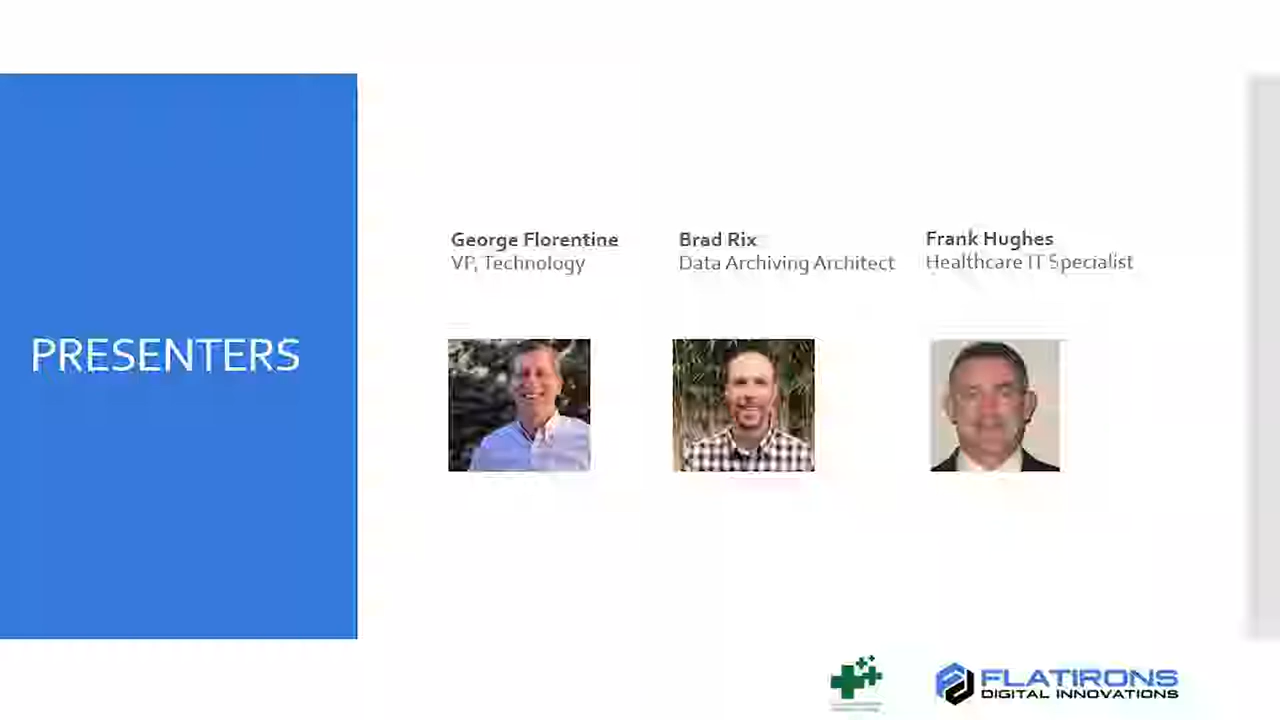 PRESENTERS
George Florentine
VP, Technology
Brad Rix
Data Archiving Architect
Frank Hughes
Healthcare IT Specialist
FLATIRONS
DIGITAL INNOVATIONS